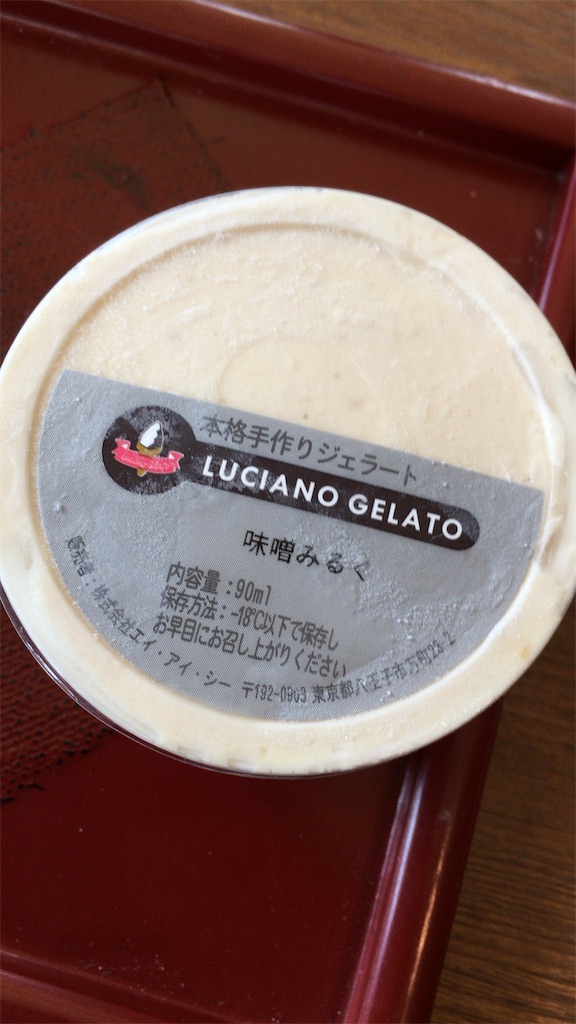 本格手作りジェラート
LUCIANO GELATO
味噌みるく
内容量：90ml
保存方法：-18℃以下で保存し
お早目にお召し上がりください
販売者：株式会社エイ・アイ・シー 〒192-0903 東京都八王子市万町23-2